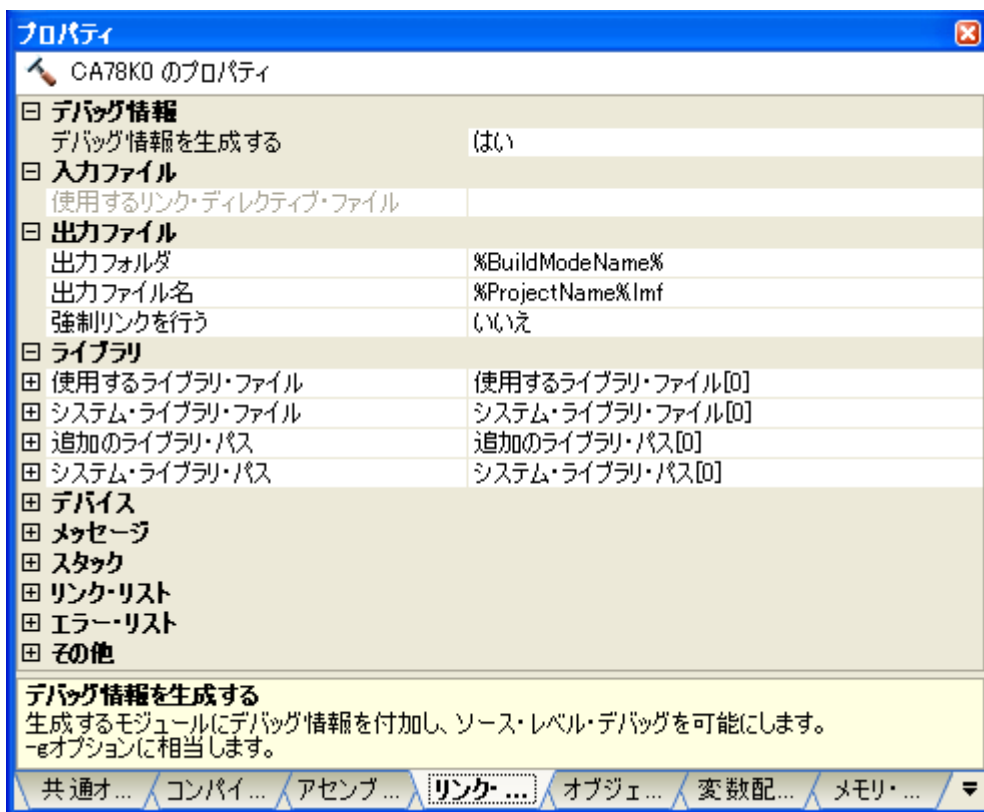 プロパティ
CA78K0 のプロパティ
デバッグ情報
デバッグ情報を生成する はい
入力ファイル
使用するリンク・ディレクティブ・ファイル
出力ファイル
出力フォルダ %BuildModeName%
出力ファイル名 %ProjectName%.lmf
強制リンクを行う いいえ
ライブラリ
使用するライブラリ・ファイル 使用するライブラリ・ファイル[0]
システム・ライブラリ・ファイル システム・ライブラリ・ファイル[0]
追加のライブラリ・パス 追加のライブラリ・パス[0]
システム・ライブラリ・パス システム・ライブラリ・パス[0]
デバイス
メッセージ
スタック
リンク・リスト
エラー・リスト
その他
デバッグ情報を生成する
生成するモジュールにデバッグ情報を付加し、ソース・レベル・デバッグを可能にします。
-gオプションに相当します。
共通オ... コンパイ... アセンブ... リンク・... オブジェ... 変数配... メモリ・...